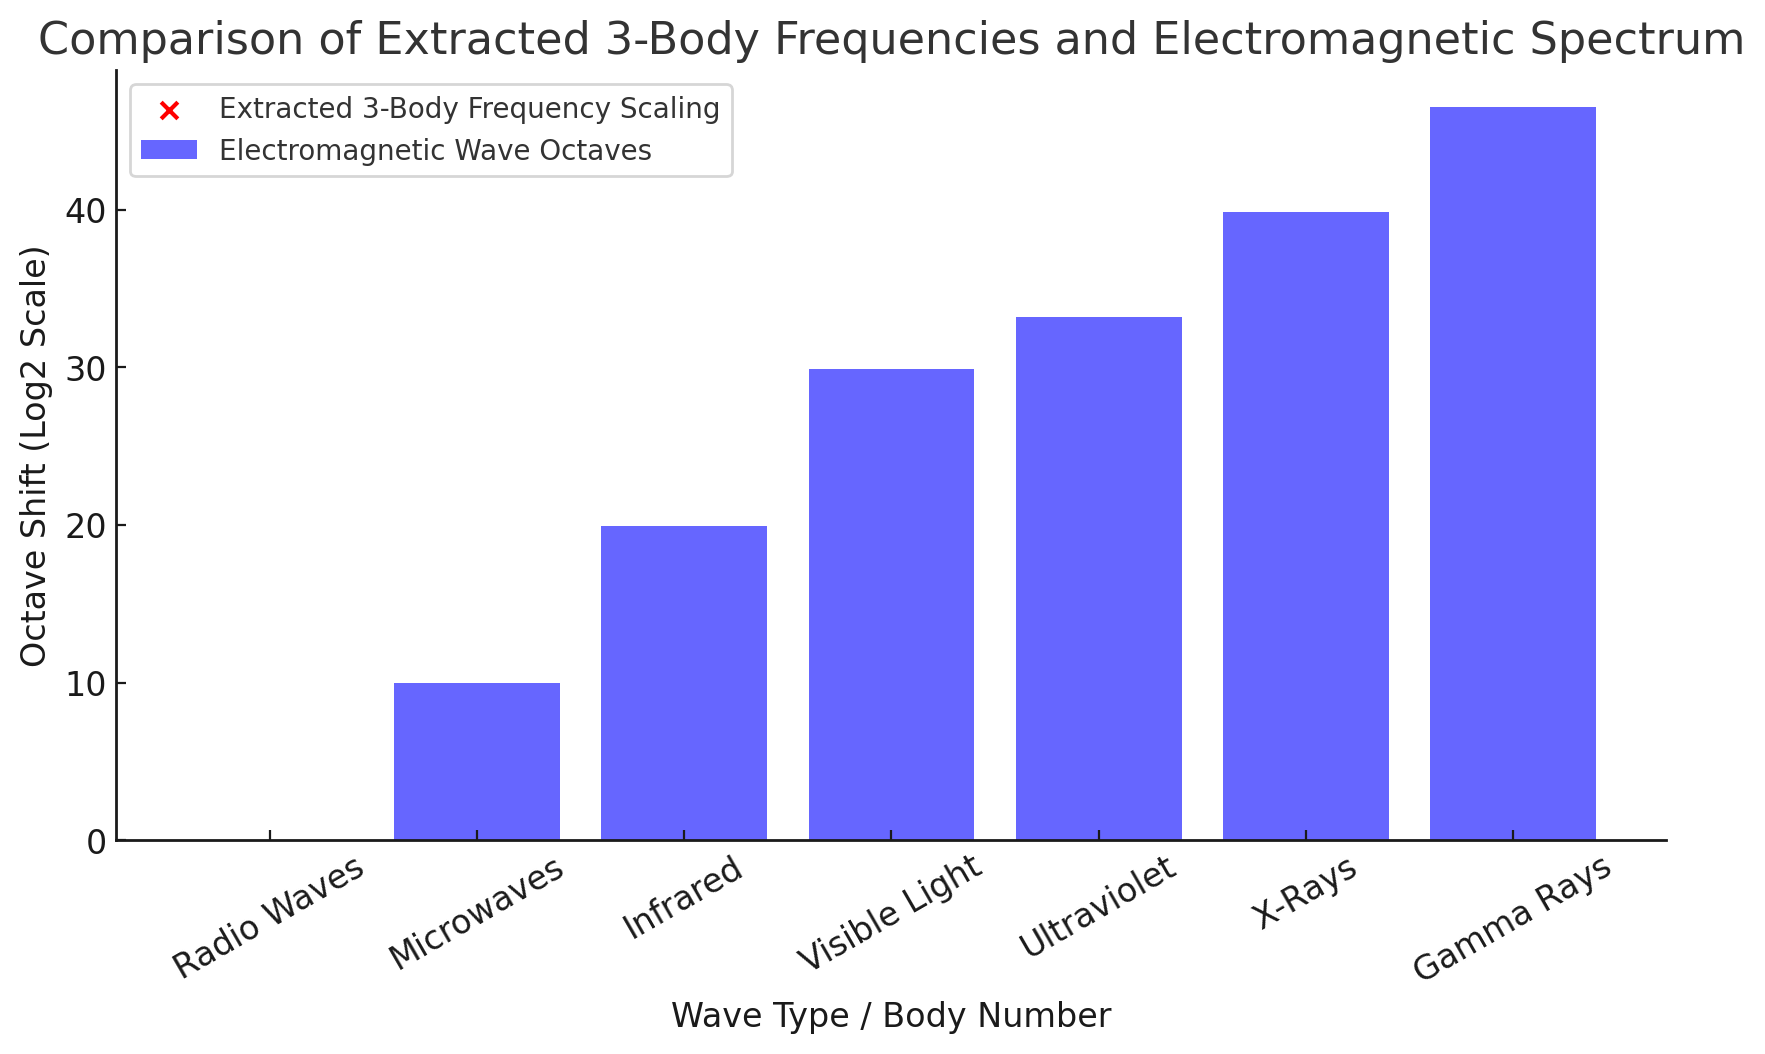 Comparison of Extracted 3-Body Frequencies and Electromagnetic Spectrum
Extracted 3-Body Frequency Scaling
Electromagnetic Wave Octaves
Octave Shift (Log2 Scale)
40
30
20
10
0
Radio Waves
Microwaves
Infrared
Visible Light
Ultraviolet
X-Rays
Gamma Rays
Wave Type / Body Number